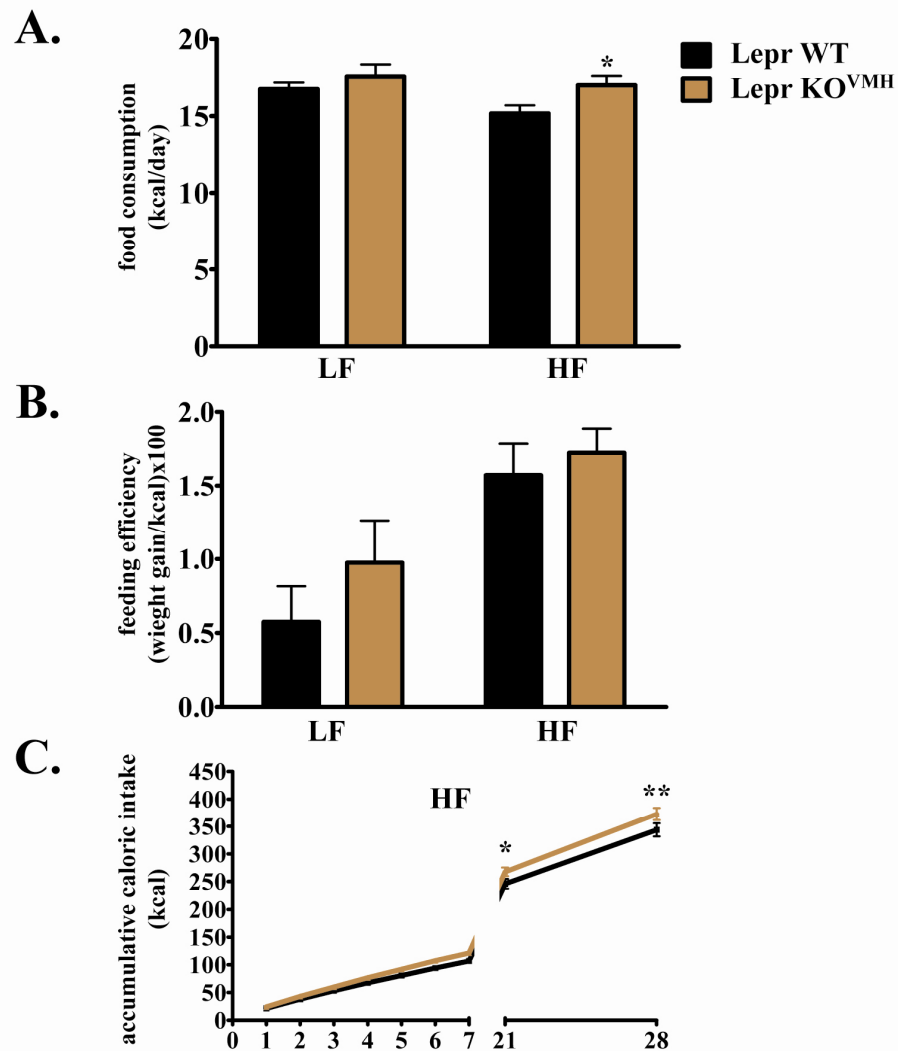 A.
20
15
10
5
0
food consumption
(kcal/day)
*
Lepr WT
Lepr KO^VMH
LF
HF
B.
2.0
1.5
1.0
0.5
0.0
feeding efficiency
(wieght gain/kcal)x100
LF
HF
C.
accumulative caloric intake
(kcal)
450
400
350
300
250
200
150
100
50
0
HF
*
**
0 1 2 3 4 5 6 7 21 28